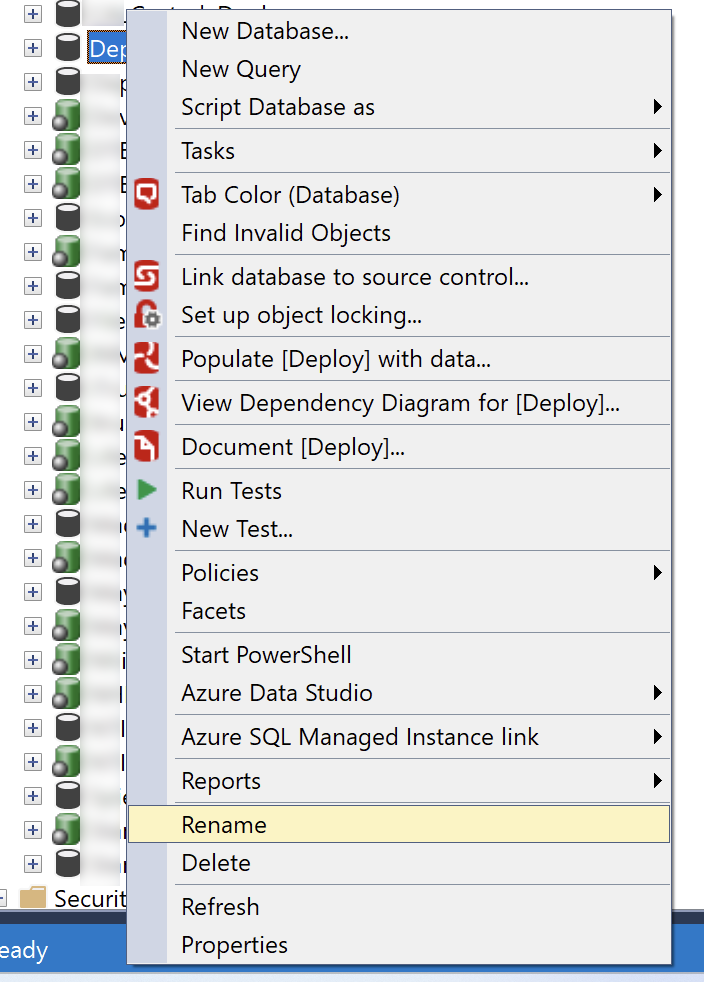 Dep
New Database...
New Query
Script Database as
Tasks
Tab Color (Database)
Find Invalid Objects
Link database to source control...
Set up object locking...
Populate [Deploy] with data...
View Dependency Diagram for [Deploy]...
Document [Deploy]...
Run Tests
New Test...
Policies
Facets
Start PowerShell
Azure Data Studio
Azure SQL Managed Instance link
Reports
Rename
Delete
Refresh
Properties
Securit
eady